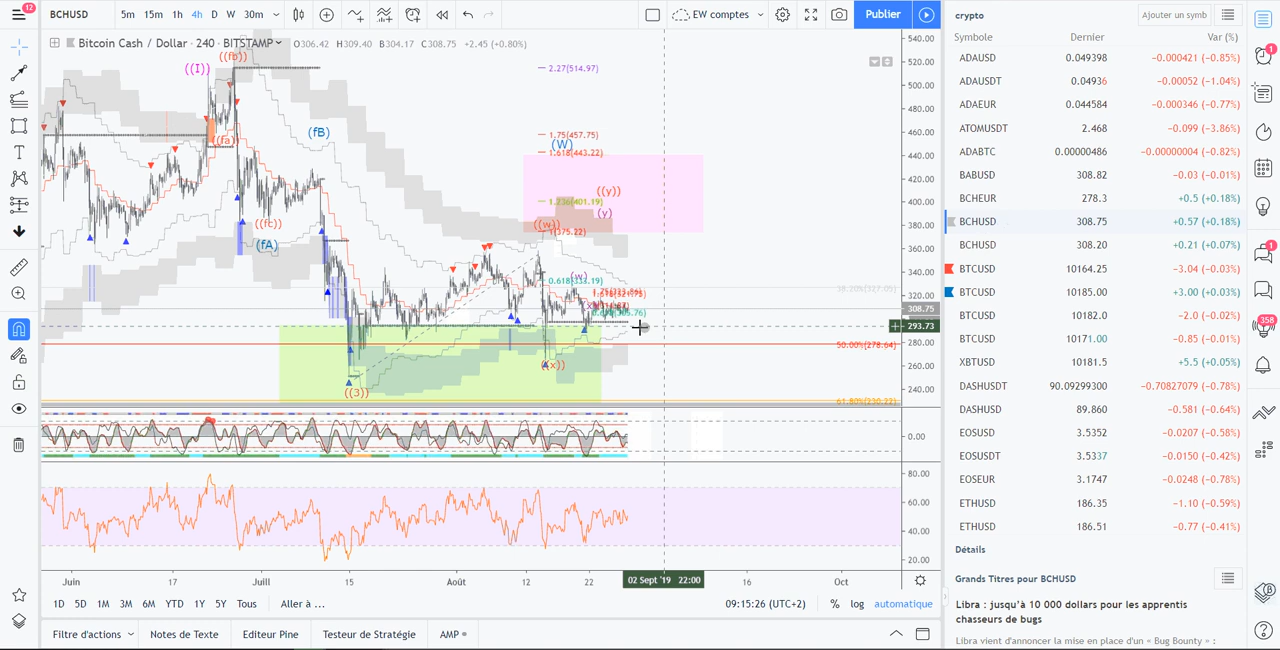 12
BCHUSD
5m 15m 1h 4h D W 30m
EW comptes
Publier
Bitcoin Cash / Dollar · 240 · BITSTAMP O306.42 H309.40 B304.17 C308.75 +2.45 (+0.80%)
((I))
((fb))
((fa))
(fB)
((fc))
(fA)
((3))
2.27(514.97)
1.75(457.75)
(W)
1.618(443.22)
1.236(401.19)
((y))
(y)
((w))
1(375.22)
(w)
0.618(333.19)
((x))
38.20%(327.05)
50.00%(278.64)
61.80%(230.22)
540.00
520.00
500.00
480.00
460.00
440.00
420.00
400.00
380.00
360.00
340.00
320.00
308.75
293.73
280.00
260.00
240.00
0.00
80.00
60.00
40.00
20.00
Juin 17 Juill 15 Août 12 22 02 Sept '19 22:00 16 Oct
1D 5D 1M 3M 6M YTD 1Y 5Y Tous Aller à ... 09:15:26 (UTC+2) % log automatique
Filtre d'actions Notes de Texte Editeur Pine Testeur de Stratégie AMP
crypto
Ajouter un symb
Symbole Dernier Var (%)
ADAUSD 0.049398 −0.000421 (−0.85%)
ADAUSDT 0.04936 −0.00052 (−1.04%)
ADAEUR 0.044584 −0.000346 (−0.77%)
ATOMUSDT 2.468 −0.099 (−3.86%)
ADABTC 0.00000486 −0.00000004 (−0.82%)
BABUSD 308.82 −0.03 (−0.01%)
BCHEUR 278.3 +0.5 (+0.18%)
BCHUSD 308.75 +0.57 (+0.18%)
BCHUSD 308.20 +0.21 (+0.07%)
BTCUSD 10164.25 −3.04 (−0.03%)
BTCUSD 10185.00 +3.00 (+0.03%)
BTCUSD 10182.0 −2.0 (−0.02%)
BTCUSD 10171.00 −0.85 (−0.01%)
XBTUSD 10181.5 +5.5 (+0.05%)
DASHUSDT 90.09299300 −0.70827079 (−0.78%)
DASHUSD 89.860 −0.581 (−0.64%)
EOSUSD 3.5352 −0.0207 (−0.58%)
EOSUSDT 3.5337 −0.0150 (−0.42%)
EOSEUR 3.1747 −0.0248 (−0.78%)
ETHUSD 186.35 −1.10 (−0.59%)
ETHUSD 186.51 −0.77 (−0.41%)
Détails
Grands Titres pour BCHUSD
Libra : jusqu'à 10 000 dollars pour les apprentis
chasseurs de bugs
Libra vient d'annoncer la mise en place d'un « Bug Bounty » :
1
1
358